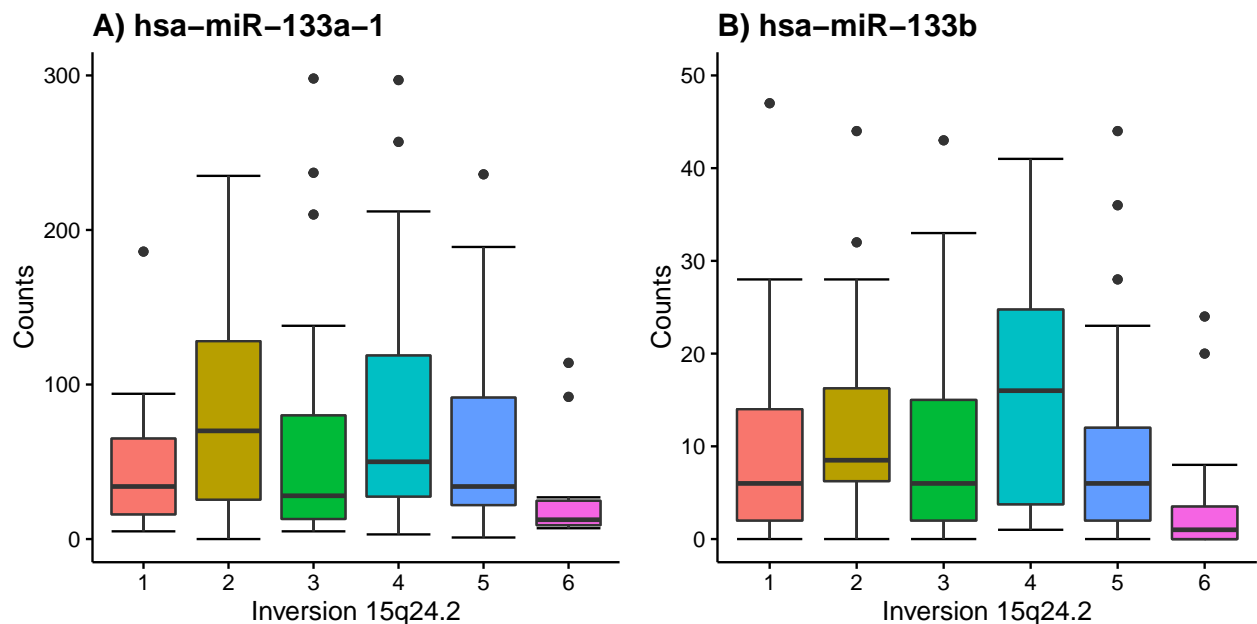 A) hsa−miR−133a−1
300
200
100
0
Counts
1 2 3 4 5 6
Inversion 15q24.2
B) hsa−miR−133b
50
40
30
20
10
0
Counts
1 2 3 4 5 6
Inversion 15q24.2